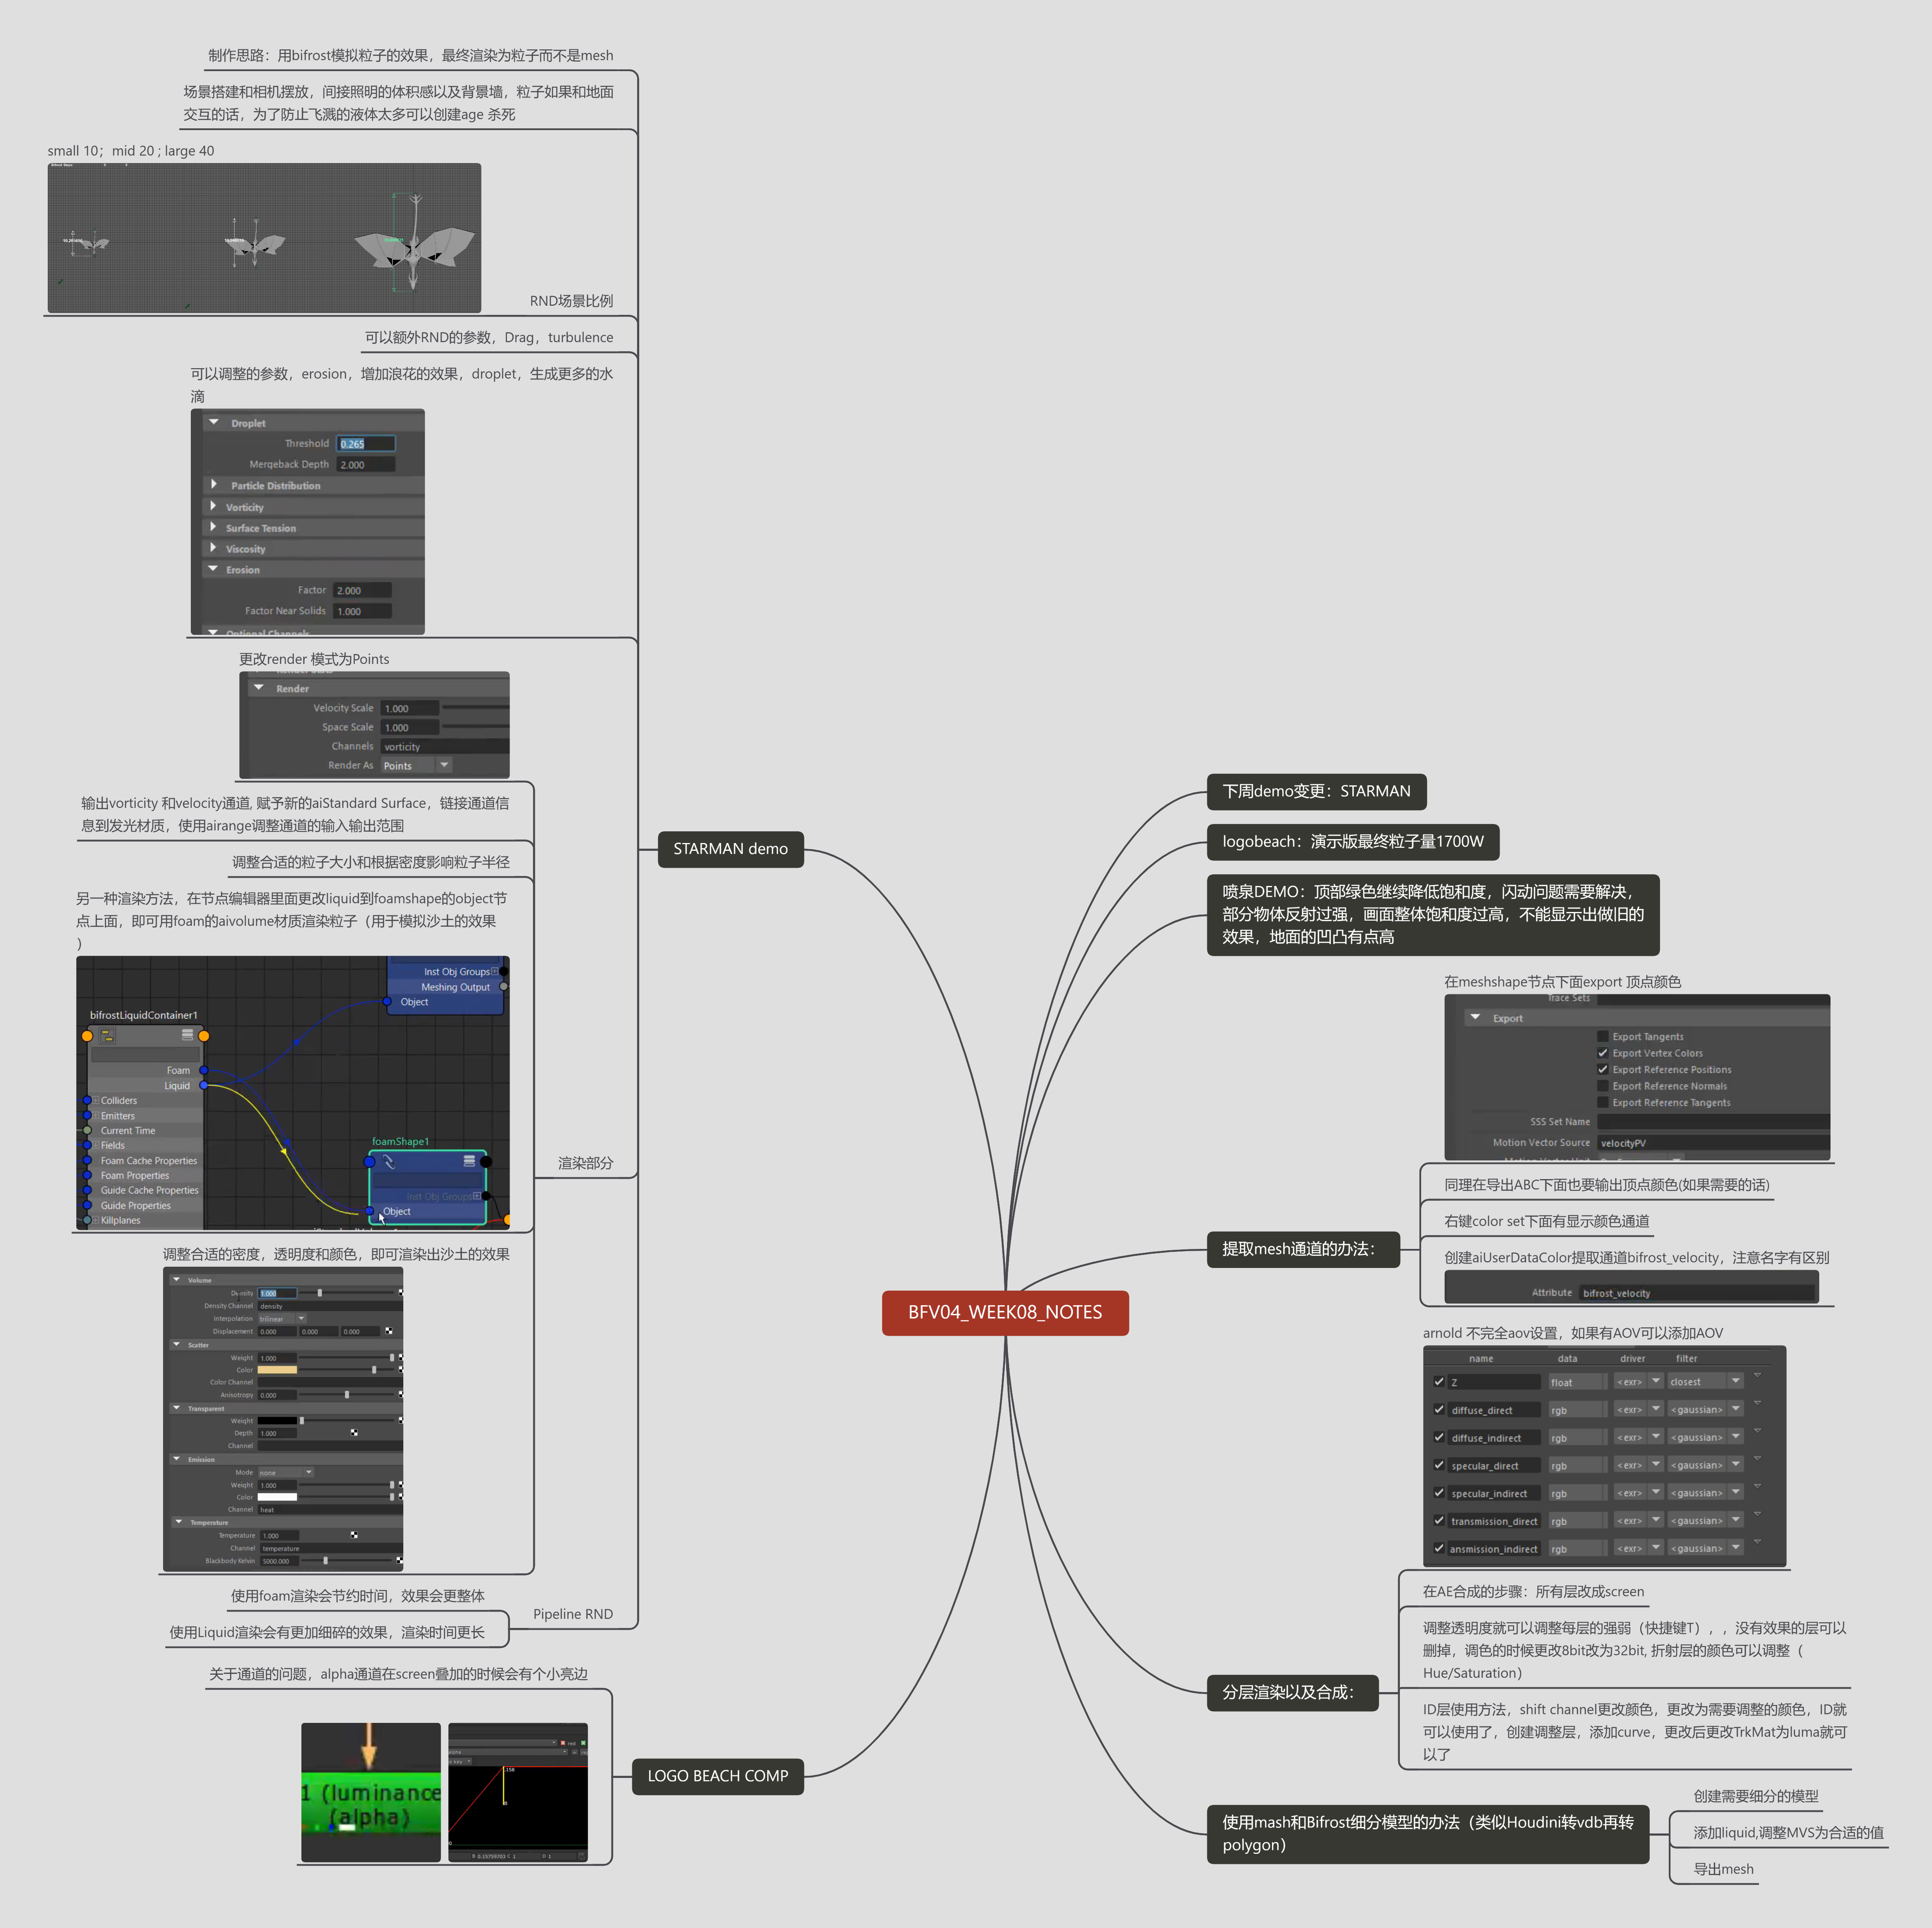 制作思路：用bifrost模拟粒子的效果，最终渲染为粒子而不是mesh
场景搭建和相机摆放，间接照明的体积感以及背景墙，粒子如果和地面
交互的话，为了防止飞溅的液体太多可以创建age 杀死
small 10；mid 20 ; large 40
RND场景比例
可以额外RND的参数，Drag，turbulence
可以调整的参数，erosion，增加浪花的效果，droplet，生成更多的水
滴
Droplet
Threshold 0.265
Mergeback Depth 2.000
Particle Distribution
Vorticity
Surface Tension
Viscosity
Erosion
Factor 2.000
Factor Near Solids 1.000
Optional Channels
更改render 模式为Points
Render
Velocity Scale 1.000
Space Scale 1.000
Channels vorticity
Render As Points
输出vorticity 和velocity通道, 赋予新的aiStandard Surface，链接通道信
息到发光材质，使用airange调整通道的输入输出范围
调整合适的粒子大小和根据密度影响粒子半径
另一种渲染方法，在节点编辑器里面更改liquid到foamshape的object节
点上面，即可用foam的aivolume材质渲染粒子（用于模拟沙土的效果
）
Inst Obj Groups
Meshing Output
Object
bifrostLiquidContainer1
Foam
Liquid
Colliders
Emitters
Current Time
Fields
Foam Cache Properties
Foam Properties
Guide Cache Properties
Guide Properties
Killplanes
foamShape1
Inst Obj Groups
Object
渲染部分
调整合适的密度，透明度和颜色，即可渲染出沙土的效果
Volume
Density 1.000
Density Channel density
Interpolation trilinear
Displacement 0.000 0.000 0.000
Scatter
Weight 1.000
Color
Color Channel
Anisotropy 0.000
Transparent
Weight
Depth 1.000
Channel
Emission
Mode none
Weight 1.000
Color
Channel heat
Temperature
Temperature 1.000
Channel temperature
Blackbody Kelvin 5000.000
使用foam渲染会节约时间，效果会更整体
Pipeline RND
使用Liquid渲染会有更加细碎的效果，渲染时间更长
STARMAN demo
关于通道的问题，alpha通道在screen叠加的时候会有个小亮边
1 (luminance
(alpha)
LOGO BEACH COMP
BFV04_WEEK08_NOTES
下周demo变更：STARMAN
logobeach：演示版最终粒子量1700W
喷泉DEMO：顶部绿色继续降低饱和度，闪动问题需要解决，
部分物体反射过强，画面整体饱和度过高，不能显示出做旧的
效果，地面的凹凸有点高
在meshshape节点下面export 顶点颜色
Trace Sets
Export
Export Tangents
Export Vertex Colors
Export Reference Positions
Export Reference Normals
Export Reference Tangents
SSS Set Name
Motion Vector Source velocityPV
同理在导出ABC下面也要输出顶点颜色(如果需要的话)
右键color set下面有显示颜色通道
提取mesh通道的办法：
创建aiUserDataColor提取通道bifrost_velocity，注意名字有区别
Attribute bifrost_velocity
arnold 不完全aov设置，如果有AOV可以添加AOV
name data driver filter
Z float <exr> closest
diffuse_direct rgb <exr> <gaussian>
diffuse_indirect rgb <exr> <gaussian>
specular_direct rgb <exr> <gaussian>
specular_indirect rgb <exr> <gaussian>
transmission_direct rgb <exr> <gaussian>
ansmission_indirect rgb <exr> <gaussian>
在AE合成的步骤：所有层改成screen
调整透明度就可以调整每层的强弱（快捷键T），，没有效果的层可以
删掉，调色的时候更改8bit改为32bit, 折射层的颜色可以调整（
Hue/Saturation）
分层渲染以及合成：
ID层使用方法，shift channel更改颜色，更改为需要调整的颜色，ID就
可以使用了，创建调整层，添加curve，更改后更改TrkMat为luma就可
以了
使用mash和Bifrost细分模型的办法（类似Houdini转vdb再转
polygon）
创建需要细分的模型
添加liquid,调整MVS为合适的值
导出mesh